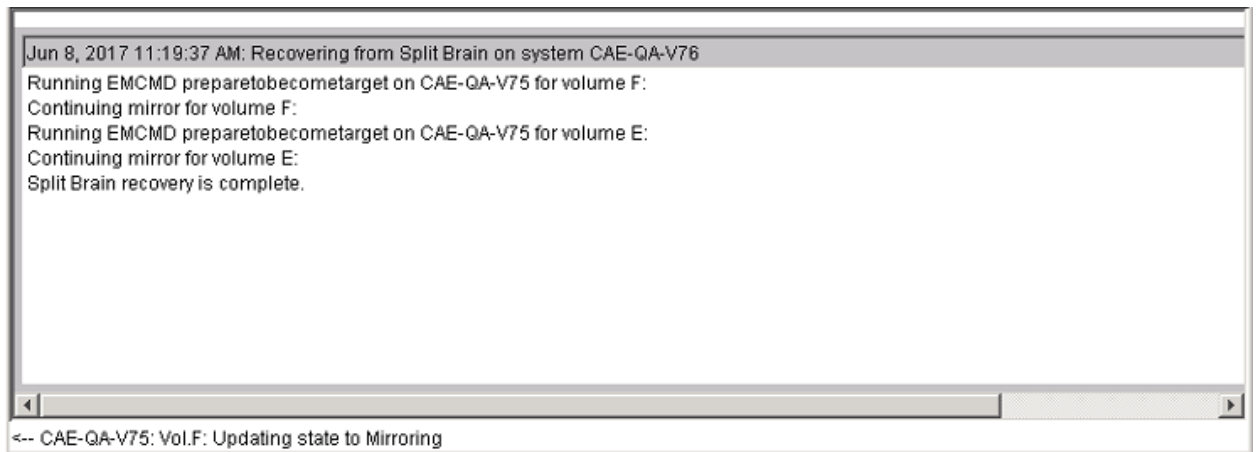 Jun 8, 2017 11:19:37 AM: Recovering from Split Brain on system CAE-QA-V76
Running EMCMD preparetobecometarget on CAE-QA-V75 for volume F:
Continuing mirror for volume F:
Running EMCMD preparetobecometarget on CAE-QA-V75 for volume E:
Continuing mirror for volume E:
Split Brain recovery is complete.
<-- CAE-QA-V75: Vol.F: Updating state to Mirroring